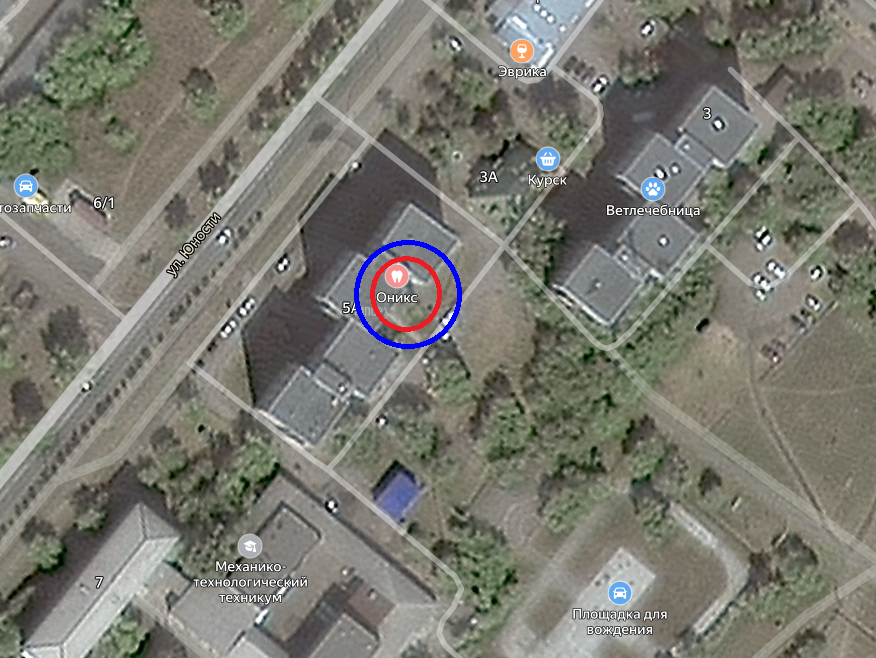 Эврика
3
3А
Курск
Ветлечебница
тозапчасти
6/1
ул. Юности
Оникс
5А
7
Механико-
технологический
техникум
Площадка для
вождения